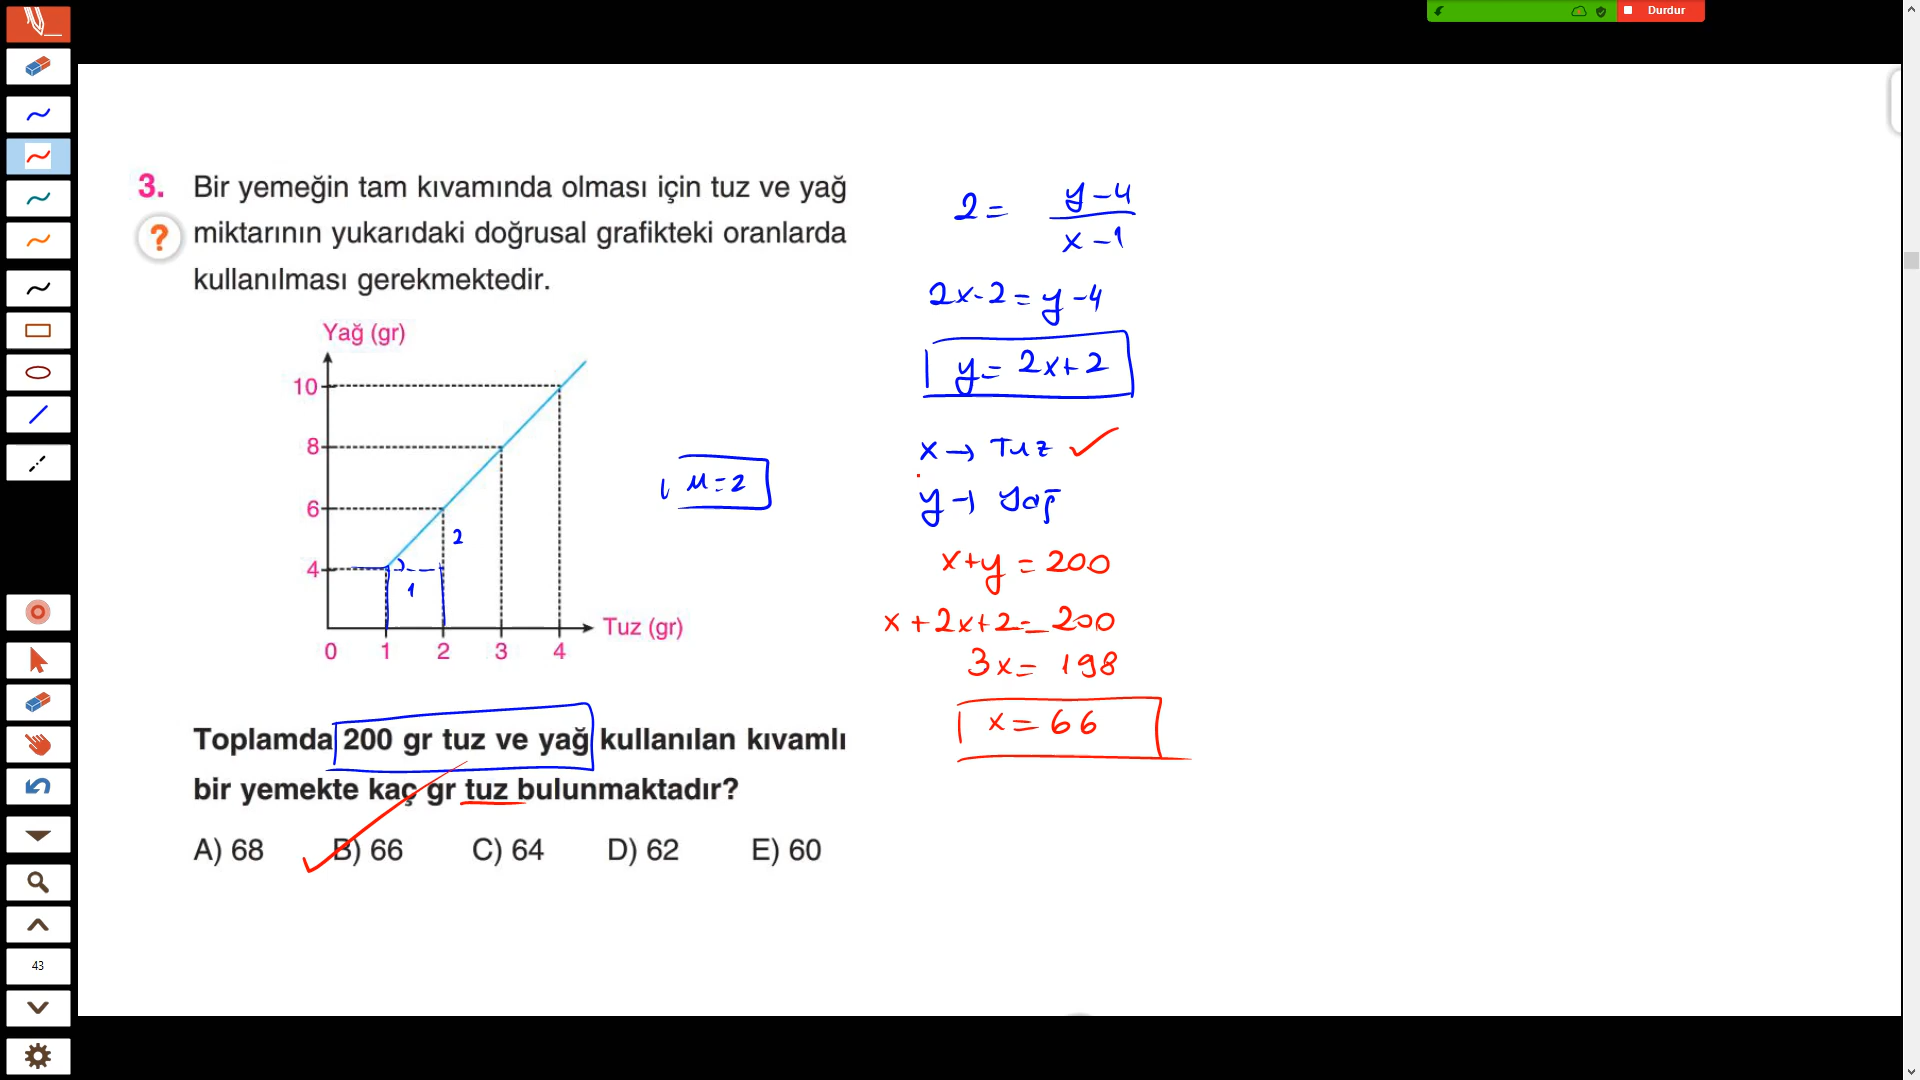 Durdur
3. Bir yemeğin tam kıvamında olması için tuz ve yağ
? miktarının yukarıdaki doğrusal grafikteki oranlarda
kullanılması gerekmektedir.
Yağ (gr)
10
8
6
4
2
1
0 1 2 3 4
Tuz (gr)
m=2
Toplamda 200 gr tuz ve yağ kullanılan kıvamlı
bir yemekte kaç gr tuz bulunmaktadır?
A) 68 B) 66 C) 64 D) 62 E) 60
2 = y-4
x-1
2x-2=y-4
y=2x+2
x→ Tuz
y→ Yağ
x+y=200
x+2x+2=200
3x=198
x=66
43